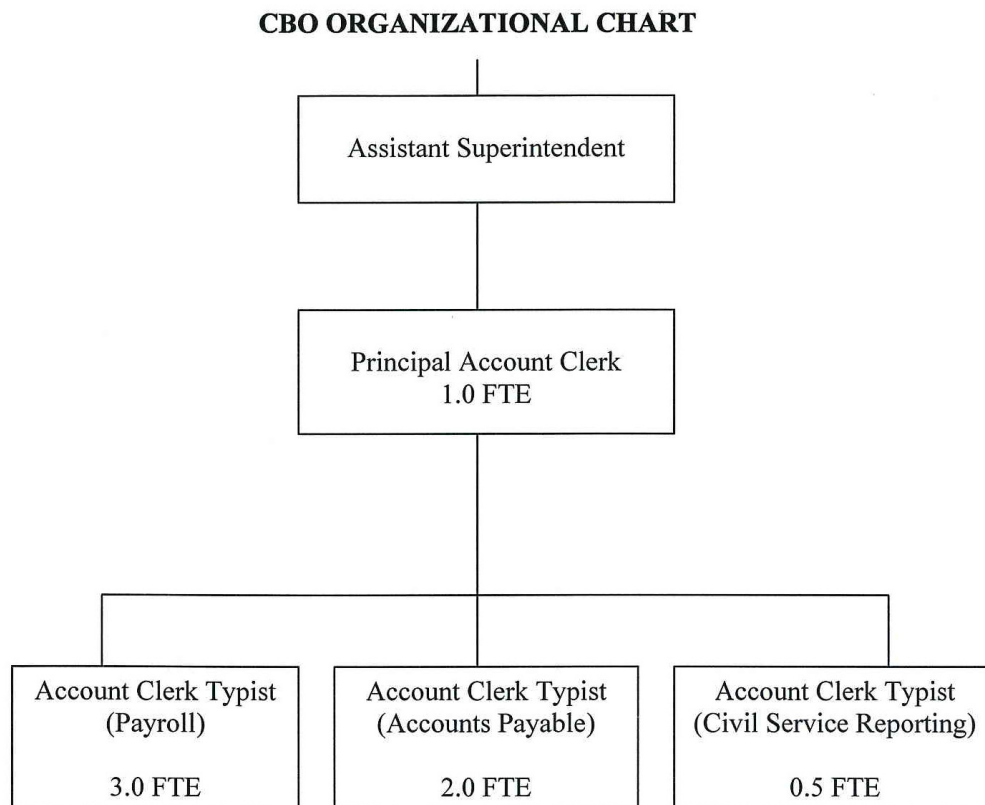 CBO ORGANIZATIONAL CHART
Assistant Superintendent
Principal Account Clerk
1.0 FTE
Account Clerk Typist
(Payroll)
3.0 FTE
Account Clerk Typist
(Accounts Payable)
2.0 FTE
Account Clerk Typist
(Civil Service Reporting)
0.5 FTE